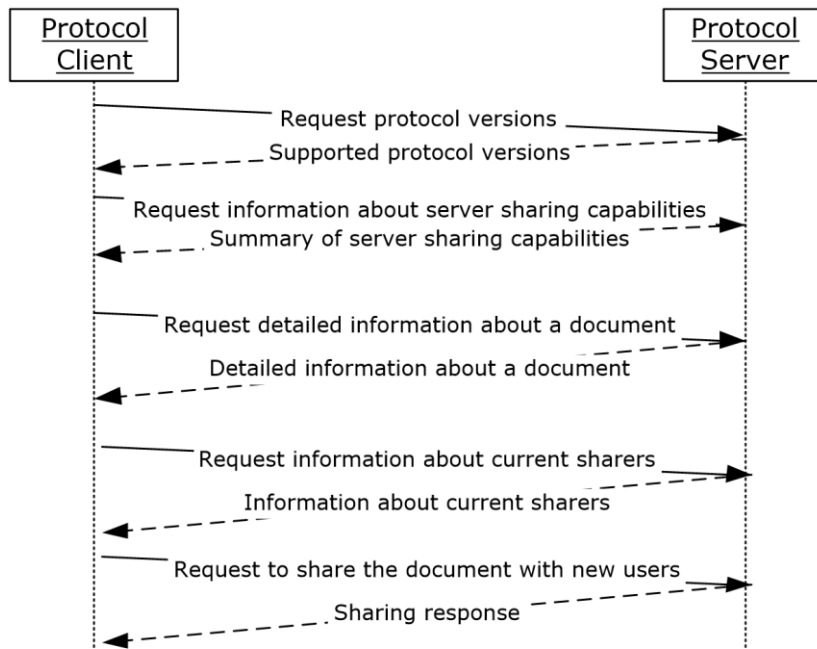 Protocol
Client
Protocol
Server
Request protocol versions
Supported protocol versions
Request information about server sharing capabilities
Summary of server sharing capabilities
Request detailed information about a document
Detailed information about a document
Request information about current sharers
Information about current sharers
Request to share the document with new users
Sharing response